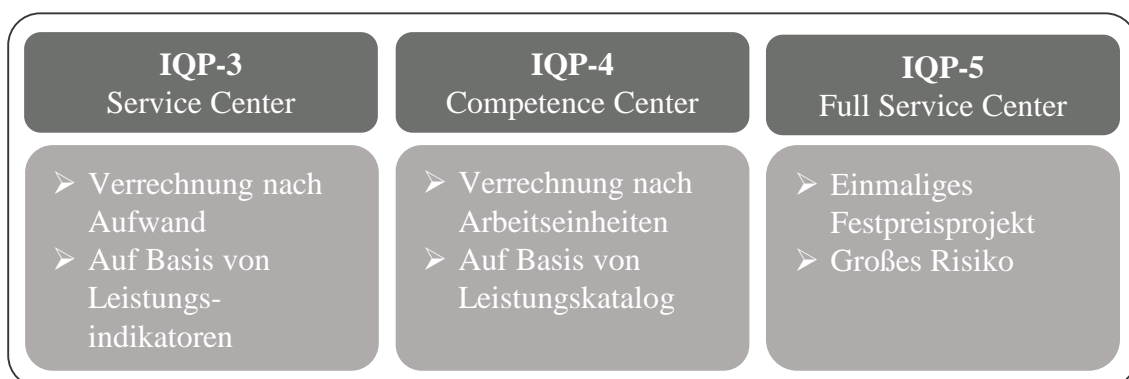 IQP-3
Service Center
➢ Verrechnung nach
Aufwand
➢ Auf Basis von
Leistungs-
indikatoren
IQP-4
Competence Center
➢ Verrechnung nach
Arbeitseinheiten
➢ Auf Basis von
Leistungskatalog
IQP-5
Full Service Center
➢ Einmaliges
Festpreisprojekt
➢ Großes Risiko